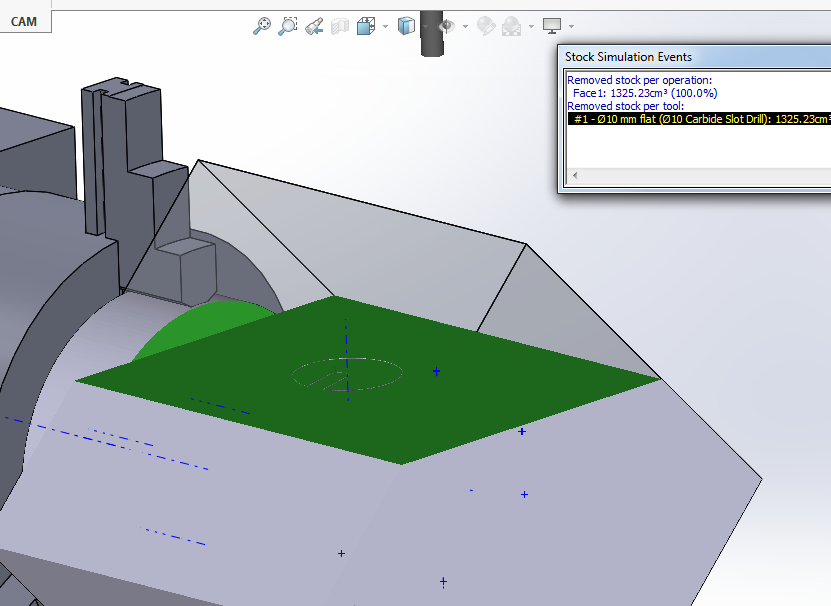 CAM
Stock Simulation Events
Removed stock per operation:
Face1: 1325.23cm³ (100.0%)
Removed stock per tool:
#1 - Ø10 mm flat (Ø10 Carbide Slot Drill): 1325.23cm³